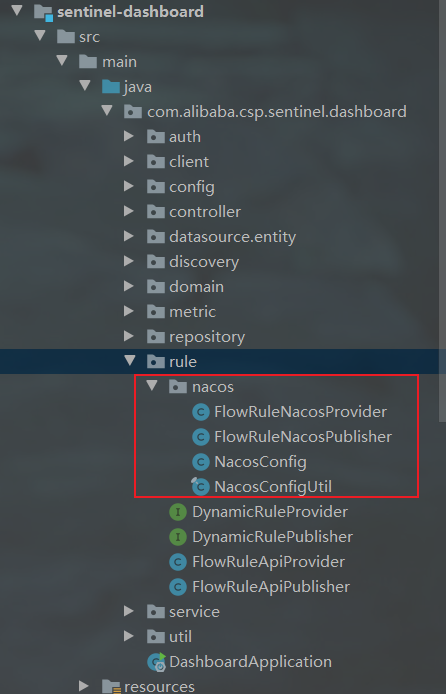 sentinel-dashboard
src
main
java
com.alibaba.csp.sentinel.dashboard
auth
client
config
controller
datasource.entity
discovery
domain
metric
repository
rule
nacos
FlowRuleNacosProvider
FlowRuleNacosPublisher
NacosConfig
NacosConfigUtil
DynamicRuleProvider
DynamicRulePublisher
FlowRuleApiProvider
FlowRuleApiPublisher
service
util
DashboardApplication
resources